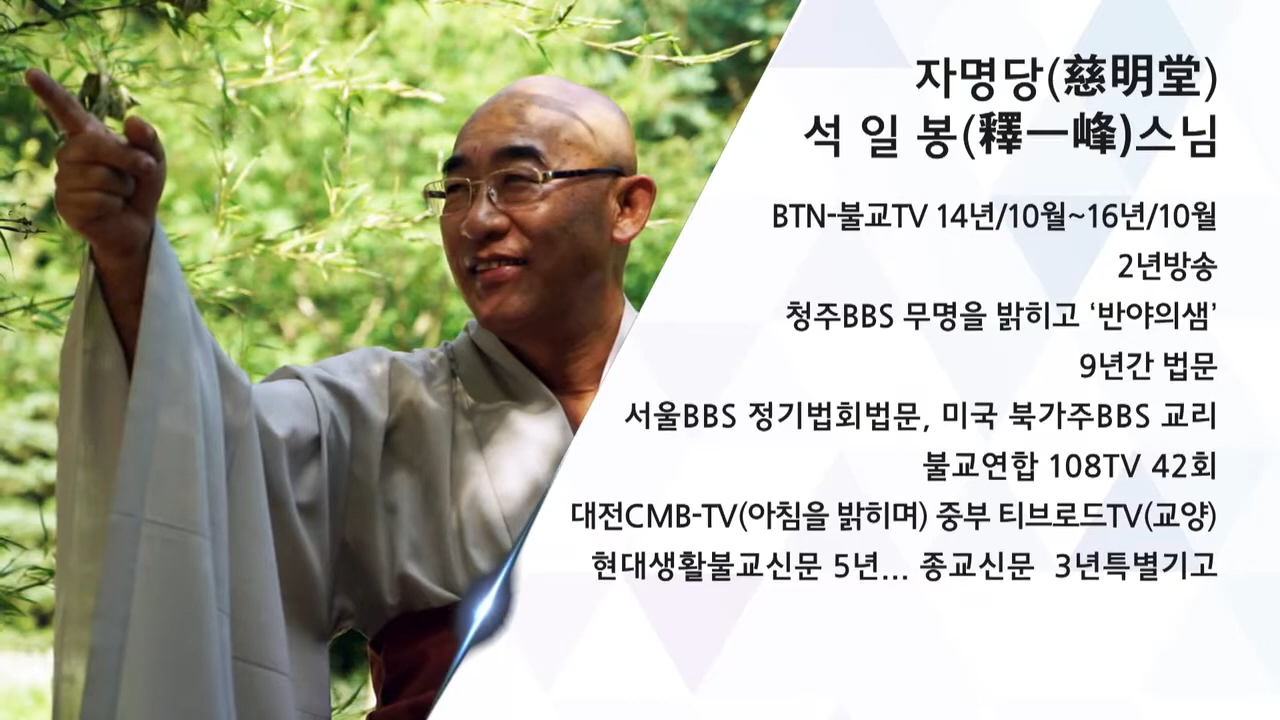 자명당(慈明堂)
석 일 봉(釋一峰)스님
BTN-불교TV 14년/10월~16년/10월
2년방송
청주BBS 무명을 밝히고 ‘반야의샘’
9년간 법문
서울BBS 정기법회법문, 미국 북가주BBS 교리
불교연합 108TV 42회
대전CMB-TV(아침을 밝히며) 중부 티브로드TV(교양)
현대생활불교신문 5년... 종교신문 3년특별기고